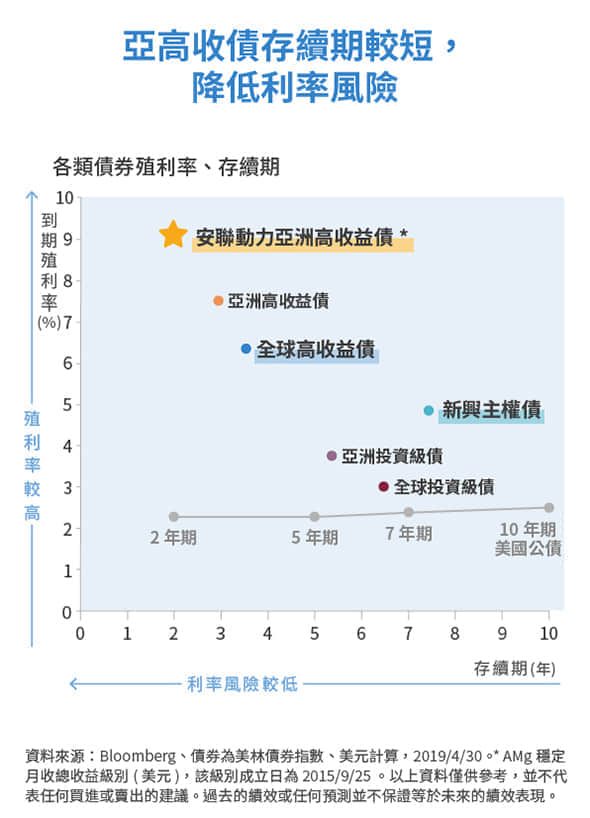 亞高收債存續期較短，
降低利率風險
各類債券殖利率、存續期
到期殖利率(%)
10
9
8
7
6
5
4
3
2
1
0
殖利率較高
安聯動力亞洲高收益債 *
亞洲高收益債
全球高收益債
新興主權債
亞洲投資級債
全球投資級債
2 年期
5 年期
7 年期
10 年期
美國公債
0 1 2 3 4 5 6 7 8 9 10
存續期(年)
利率風險較低
資料來源：Bloomberg、債券為美林債券指數、美元計算，2019/4/30。* AMg 穩定
月收總收益級別 ( 美元 )，該級別成立日為 2015/9/25 。以上資料僅供參考，並不代
表任何買進或賣出的建議。過去的績效或任何預測並不保證等於未來的績效表現。